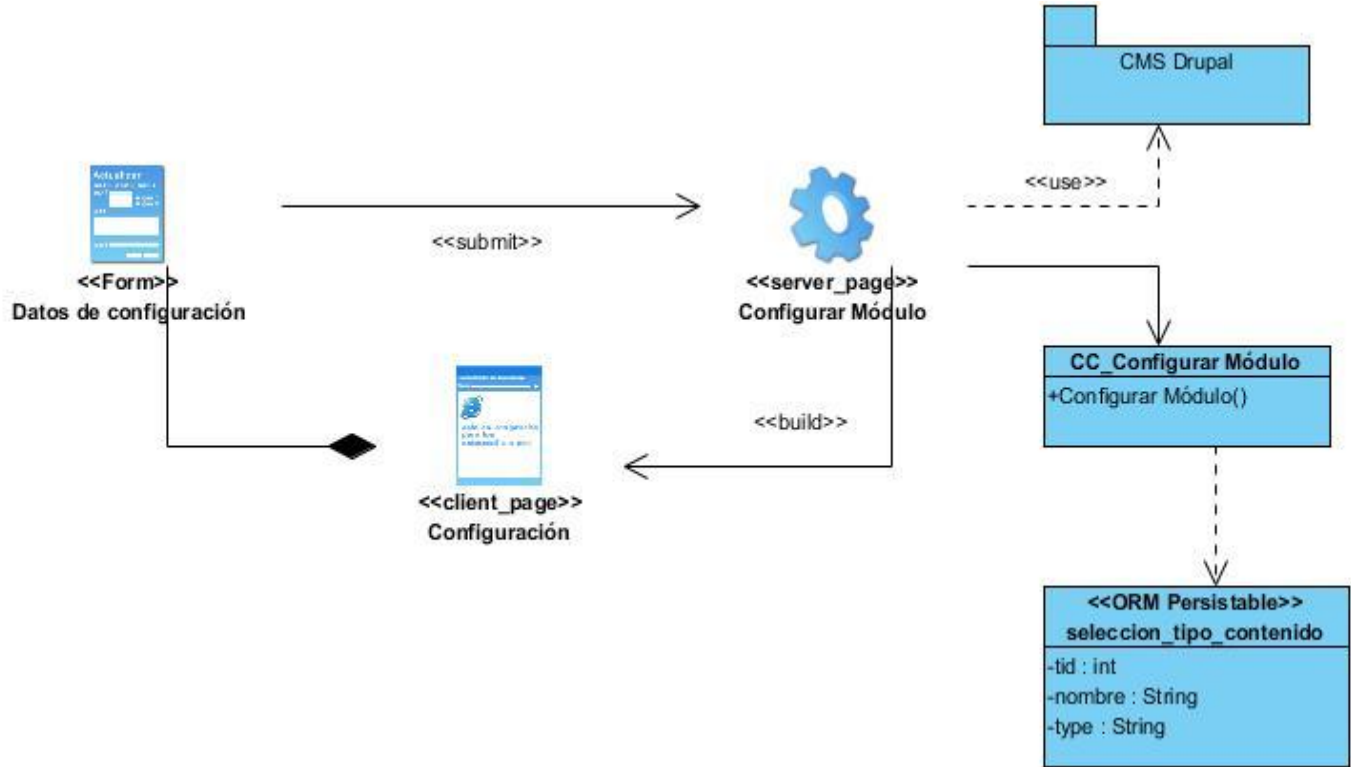 CMS Drupal
<<use>>
Actualizar
<<submit>>
<<Form>>
Datos de configuración
<<server_page>>
Configurar Módulo
CC_Configurar Módulo
+Configurar Módulo()
<<build>>
<<client_page>>
Configuración
<<ORM Persistable>>
seleccion_tipo_contenido
-tid : int
-nombre : String
-type : String